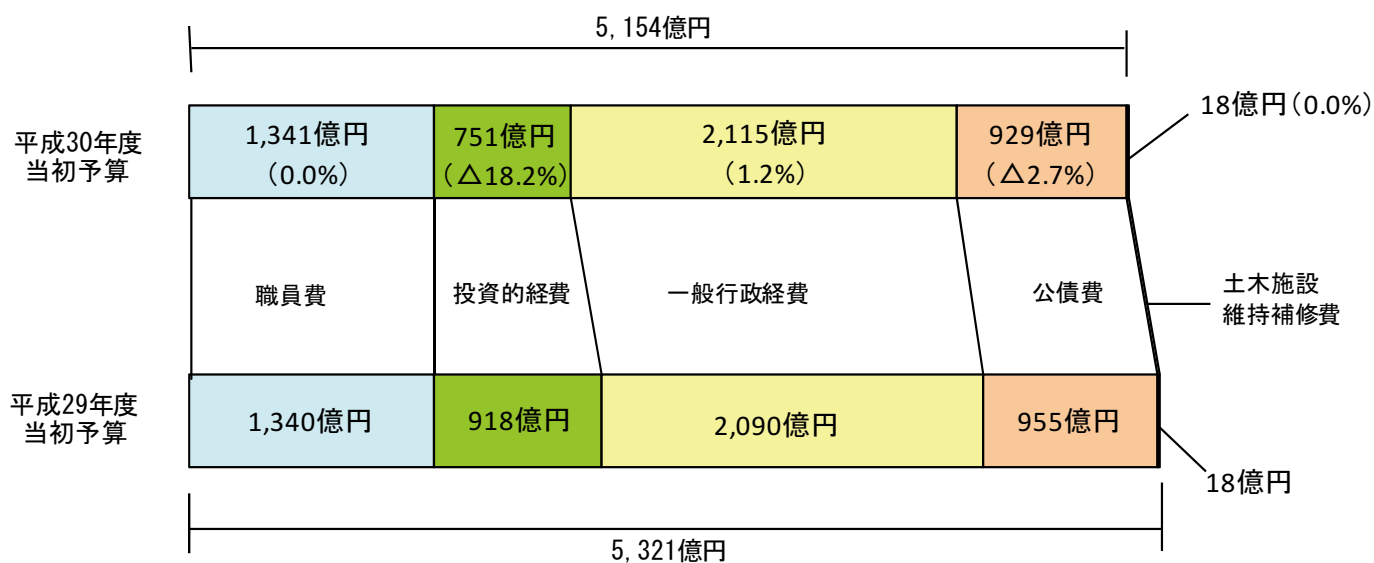 5,154億円
平成30年度
当初予算
1,341億円
(0.0%)
751億円
(△18.2%)
2,115億円
(1.2%)
929億円
(△2.7%)
18億円(0.0%)
職員費
投資的経費
一般行政経費
公債費
土木施設
維持補修費
平成29年度
当初予算
1,340億円
918億円
2,090億円
955億円
18億円
5,321億円